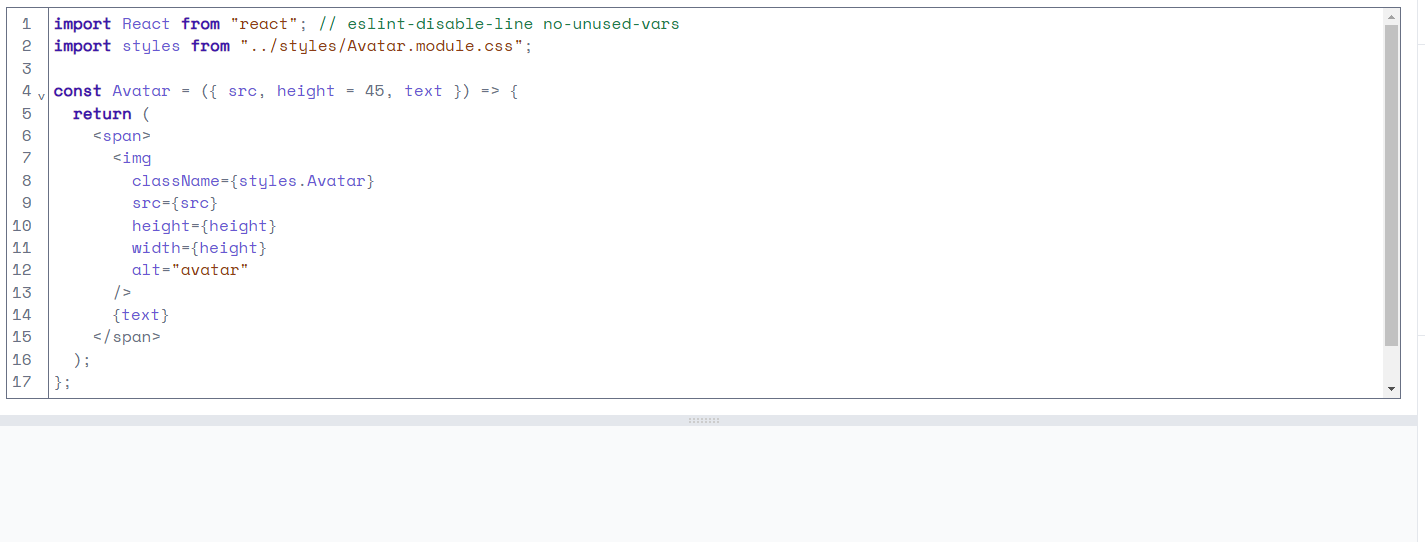 1 import React from "react"; // eslint-disable-line no-unused-vars
2 import styles from "../styles/Avatar.module.css";
3
4 v const Avatar = ({ src, height = 45, text }) => {
5   return (
6     <span>
7       <img
8         className={styles.Avatar}
9         src={src}
10         height={height}
11         width={height}
12         alt="avatar"
13       />
14       {text}
15     </span>
16   );
17 };